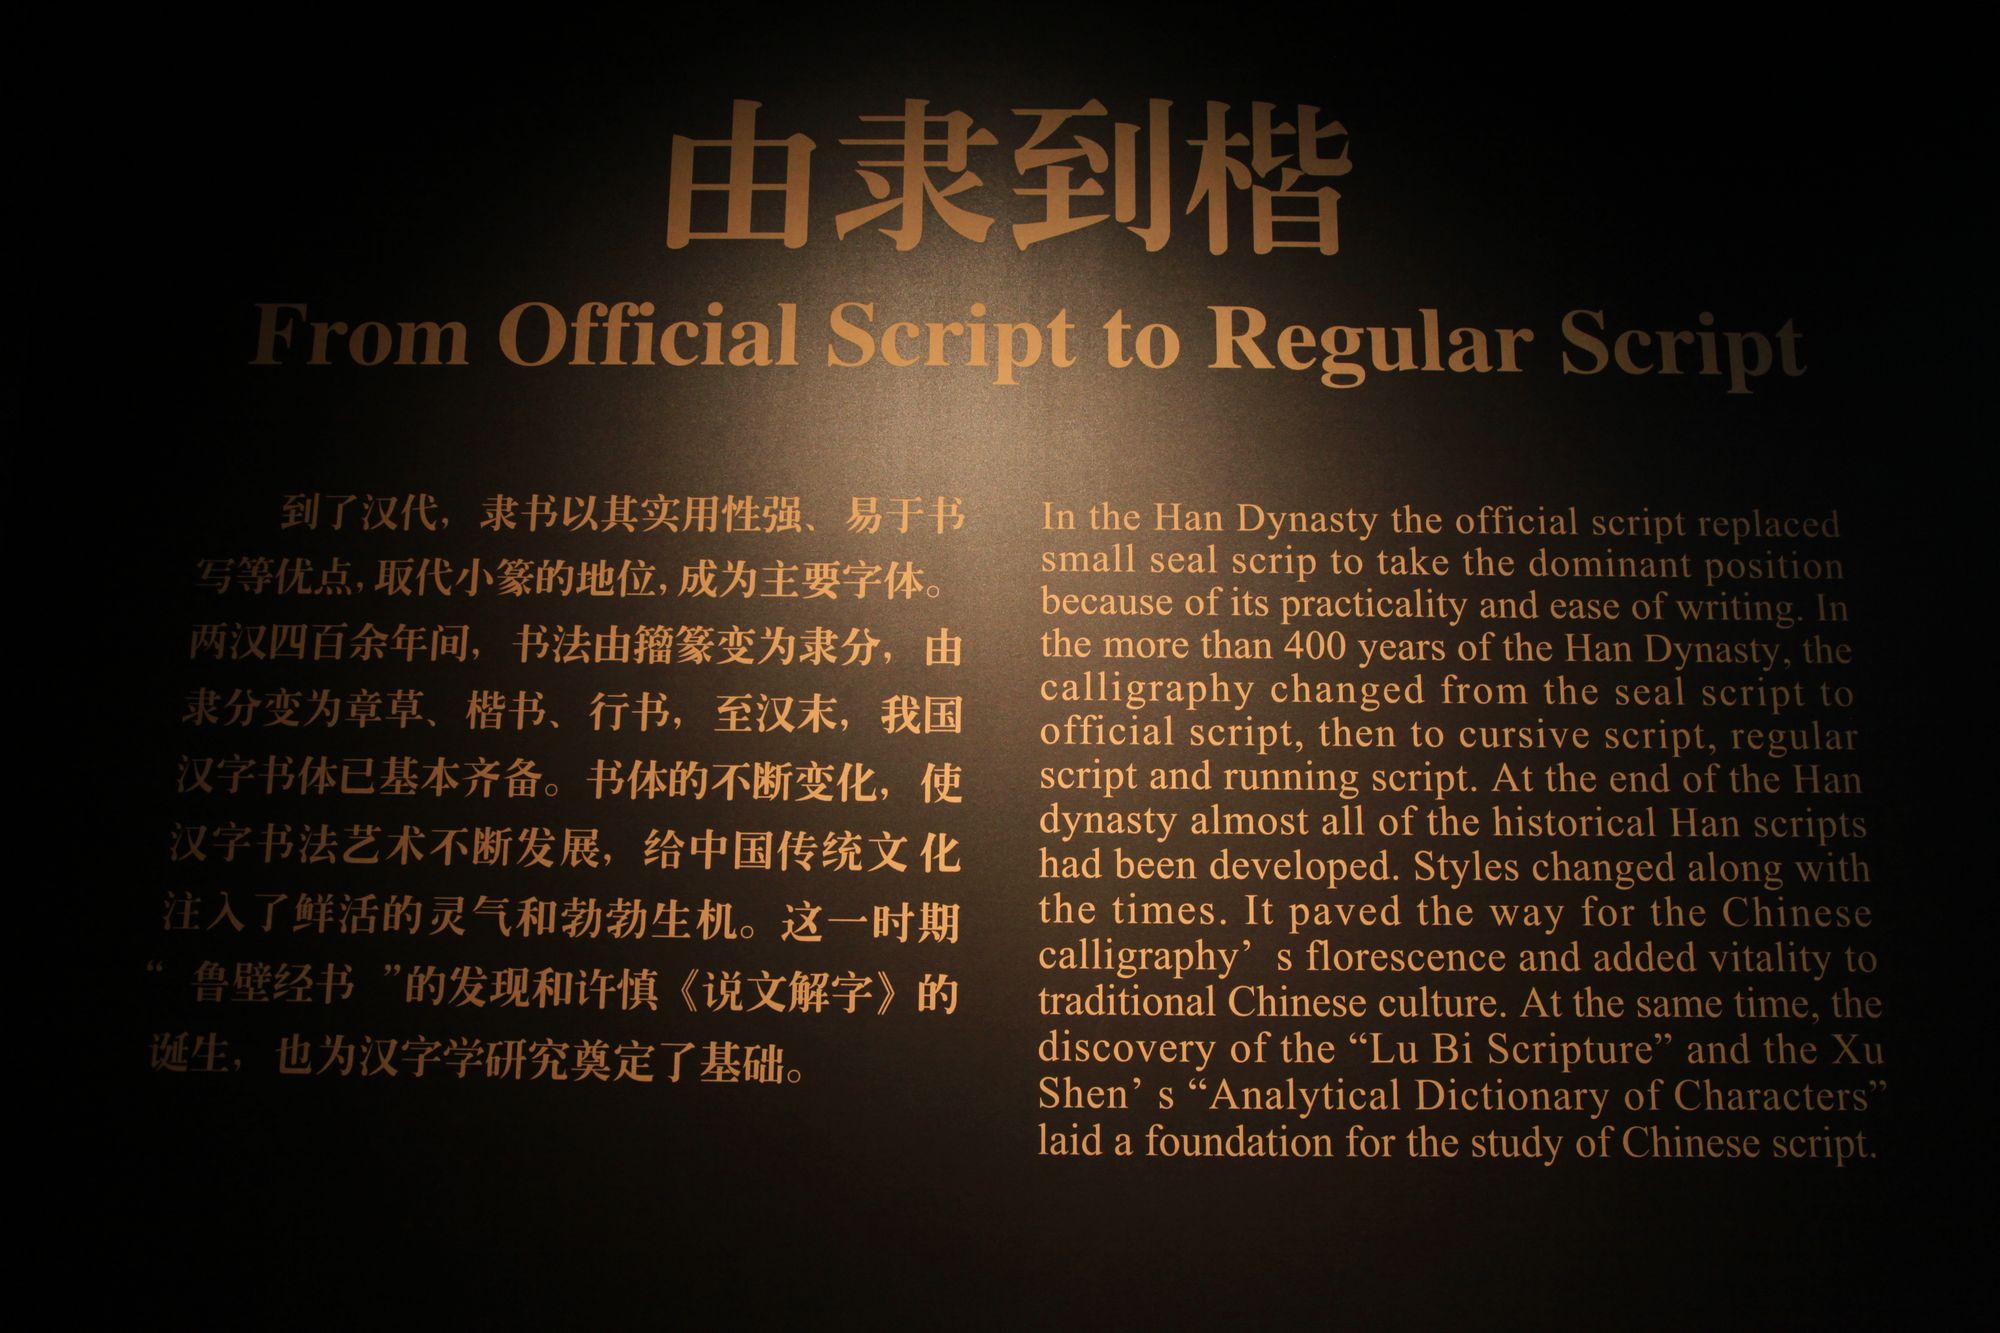 由隶到楷
From Official Script to Regular Script
到了汉代，隶书以其实用性强、易于书
写等优点,取代小篆的地位,成为主要字体。
两汉四百余年间，书法由籀篆变为隶分，由
隶分变为章草、楷书、行书，至汉末，我国
汉字书体已基本齐备。书体的不断变化，使
汉字书法艺术不断发展，给中国传统文化
注入了鲜活的灵气和勃勃生机。这一时期
“鲁壁经书”的发现和许慎《说文解字》的
诞生，也为汉字学研究奠定了基础。
In the Han Dynasty the official script replaced
small seal scrip to take the dominant position
because of its practicality and ease of writing. In
the more than 400 years of the Han Dynasty, the
calligraphy changed from the seal script to
official script, then to cursive script, regular
script and running script. At the end of the Han
dynasty almost all of the historical Han scripts
had been developed. Styles changed along with
the times. It paved the way for the Chinese
calligraphy’ s florescence and added vitality to
traditional Chinese culture. At the same time, the
discovery of the “Lu Bi Scripture” and the Xu
Shen’ s “Analytical Dictionary of Characters”
laid a foundation for the study of Chinese script.